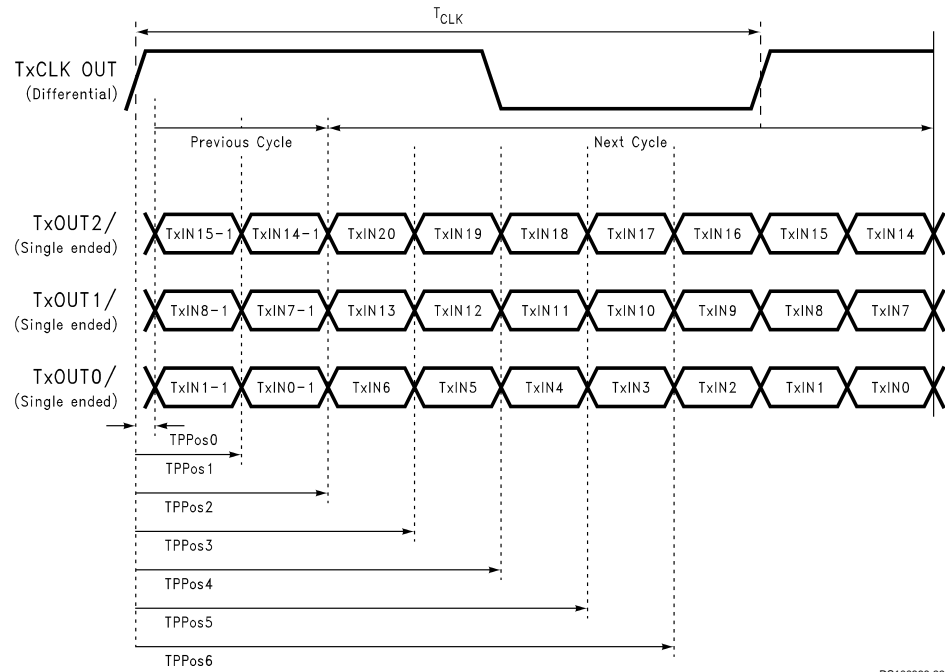 TCLK
TxCLK OUT
(Differential)
Previous Cycle
Next Cycle
TxOUT2/
(Single ended)
TxIN15-1 TxIN14-1 TxIN20 TxIN19 TxIN18 TxIN17 TxIN16 TxIN15 TxIN14
TxOUT1/
(Single ended)
TxIN8-1 TxIN7-1 TxIN13 TxIN12 TxIN11 TxIN10 TxIN9 TxIN8 TxIN7
TxOUT0/
(Single ended)
TxIN1-1 TxIN0-1 TxIN6 TxIN5 TxIN4 TxIN3 TxIN2 TxIN1 TxIN0
TPPos0
TPPos1
TPPos2
TPPos3
TPPos4
TPPos5
TPPos6